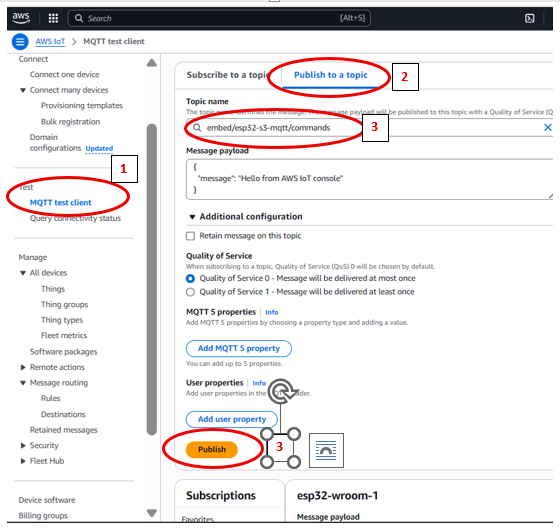 aws
Search
[Alt+S]
AWS IoT > MQTT test client
Connect
Connect one device
Connect many devices
Provisioning templates
Bulk registration
Domain
configurations Updated
1
Test
MQTT test client
Query connectivity status
Manage
All devices
Things
Thing groups
Thing types
Fleet metrics
Software packages
Remote actions
Message routing
Rules
Destinations
Retained messages
Security
Fleet Hub
Device software
Billing groups
Subscribe to a topic
Publish to a topic
2
Topic name
The message payload will be published to this topic with a Quality of Service (Qo
embed/esp32-s3-mqtt/commands
3
Message payload
{
"message": "Hello from AWS IoT console"
}
Additional configuration
Retain message on this topic
Quality of Service
When subscribing to a topic, Quality of Service (QoS) 0 will be chosen by default.
Quality of Service 0 - Message will be delivered at most once
Quality of Service 1 - Message will be delivered at least once
MQTT 5 properties Info
Add MQTT 5 properties by choosing a property type and adding a value.
Add MQTT 5 property
You can add up to 5 properties.
User properties Info
Add user properties in the
Add user property
Publish
3
Subscriptions
Favorites
esp32-wroom-1
Message payload